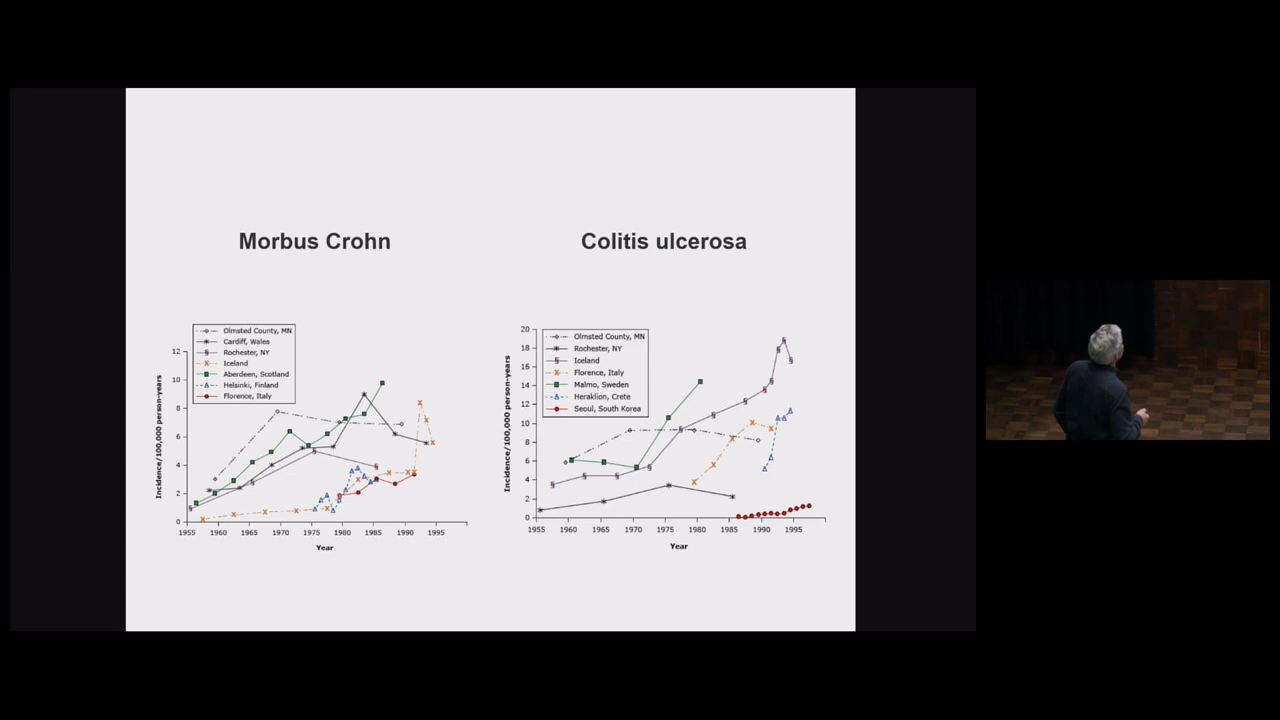 Morbus Crohn
Olmsted County, MN
Cardiff, Wales
Rochester, NY
Iceland
Aberdeen, Scotland
Helsinki, Finland
Florence, Italy
Incidence/100,000 person-years
12
10
8
6
4
2
0
1955 1960 1965 1970 1975 1980 1985 1990 1995
Year
Colitis ulcerosa
Olmsted County, MN
Rochester, NY
Iceland
Florence, Italy
Malmo, Sweden
Heraklion, Crete
Seoul, South Korea
Incidence/100,000 person-years
20
18
16
14
12
10
8
6
4
2
0
1955 1960 1965 1970 1975 1980 1985 1990 1995
Year